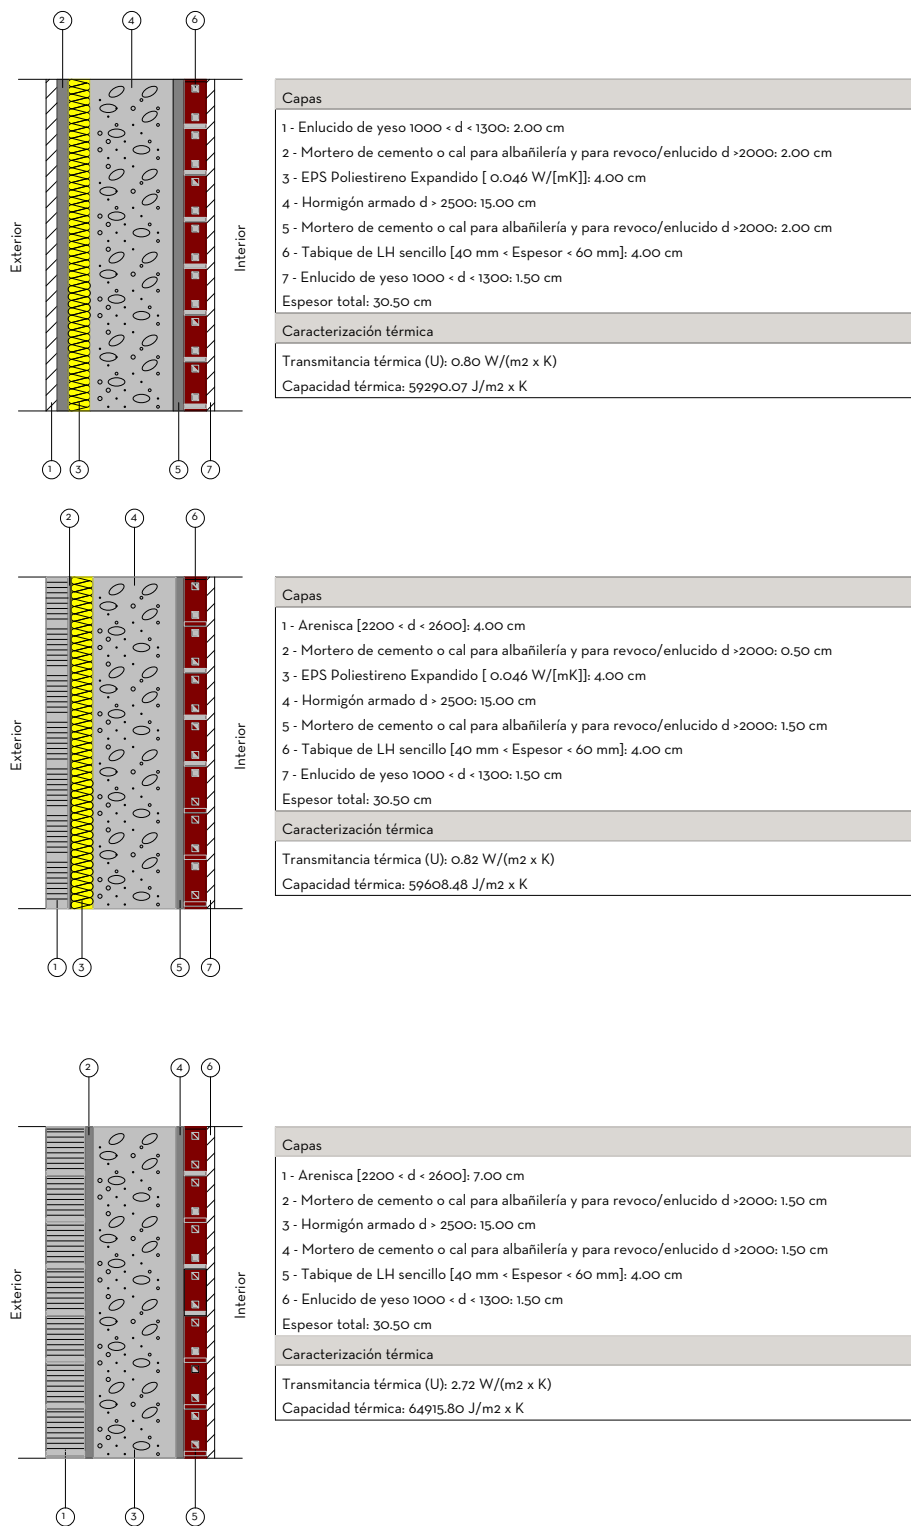 2
4
6
Exterior
Interior
1
3
5
7
Capas
1 - Enlucido de yeso 1000 < d < 1300: 2.00 cm
2 - Mortero de cemento o cal para albañilería y para revoco/enlucido d >2000: 2.00 cm
3 - EPS Poliestireno Expandido [ 0.046 W/[mK]]: 4.00 cm
4 - Hormigón armado d > 2500: 15.00 cm
5 - Mortero de cemento o cal para albañilería y para revoco/enlucido d >2000: 2.00 cm
6 - Tabique de LH sencillo [40 mm < Espesor < 60 mm]: 4.00 cm
7 - Enlucido de yeso 1000 < d < 1300: 1.50 cm
Espesor total: 30.50 cm
Caracterización térmica
Transmitancia térmica (U): 0.80 W/(m2 x K)
Capacidad térmica: 59290.07 J/m2 x K
2
4
6
Exterior
Interior
1
3
5
7
Capas
1 - Arenisca [2200 < d < 2600]: 4.00 cm
2 - Mortero de cemento o cal para albañilería y para revoco/enlucido d >2000: 0.50 cm
3 - EPS Poliestireno Expandido [ 0.046 W/[mK]]: 4.00 cm
4 - Hormigón armado d > 2500: 15.00 cm
5 - Mortero de cemento o cal para albañilería y para revoco/enlucido d >2000: 1.50 cm
6 - Tabique de LH sencillo [40 mm < Espesor < 60 mm]: 4.00 cm
7 - Enlucido de yeso 1000 < d < 1300: 1.50 cm
Espesor total: 30.50 cm
Caracterización térmica
Transmitancia térmica (U): 0.82 W/(m2 x K)
Capacidad térmica: 59608.48 J/m2 x K
2
4
6
Exterior
Interior
1
3
5
Capas
1 - Arenisca [2200 < d < 2600]: 7.00 cm
2 - Mortero de cemento o cal para albañilería y para revoco/enlucido d >2000: 1.50 cm
3 - Hormigón armado d > 2500: 15.00 cm
4 - Mortero de cemento o cal para albañilería y para revoco/enlucido d >2000: 1.50 cm
5 - Tabique de LH sencillo [40 mm < Espesor < 60 mm]: 4.00 cm
6 - Enlucido de yeso 1000 < d < 1300: 1.50 cm
Espesor total: 30.50 cm
Caracterización térmica
Transmitancia térmica (U): 2.72 W/(m2 x K)
Capacidad térmica: 64915.80 J/m2 x K